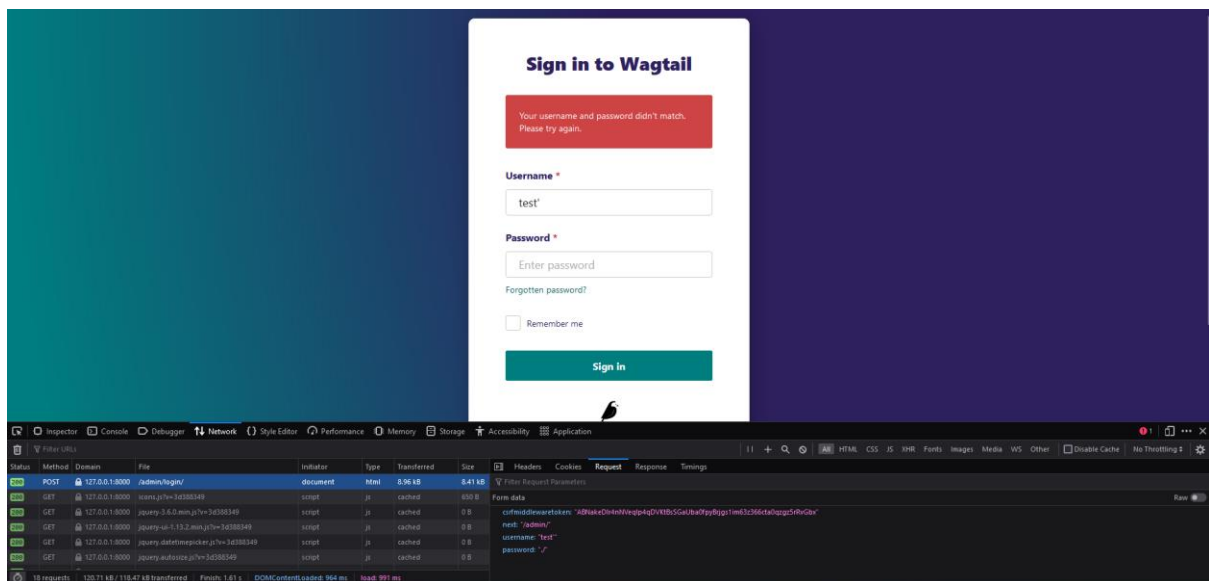 Sign in to Wagtail
Your username and password didn't match.
Please try again.
Username *
test'
Password *
Enter password
Forgotten password?
Remember me
Sign in
Inspector Console Debugger Network Style Editor Performance Memory Storage Accessibility Application 1
Filter URLs All HTML CSS JS XHR Fonts Images Media WS Other Disable Cache No Throttling
Status Method Domain File Initiator Type Transferred Size Headers Cookies Request Response Timings
200 POST 127.0.0.1:8000 /admin/login/ document html 8.96 kB 8.41 kB Filter Request Parameters
200 GET 127.0.0.1:8000 icons.js?v=3d388349 script js cached 650 B Form data Raw
200 GET 127.0.0.1:8000 jquery-3.6.0.min.js?v=3d388349 script js cached 0 B
200 GET 127.0.0.1:8000 jquery-ui-1.13.2.min.js?v=3d388349 script js cached 0 B
200 GET 127.0.0.1:8000 jquery.datetimepicker.js?v=3d388349 script js cached 0 B
200 GET 127.0.0.1:8000 jquery.autosize.js?v=3d388349 script js cached 0 B
csrfmiddlewaretoken:
next: "/admin/"
username: "test'"
password:
18 requests 120.71 kB / 118.47 kB transferred Finish: 1.61 s DOMContentLoaded: 964 ms load: 991 ms